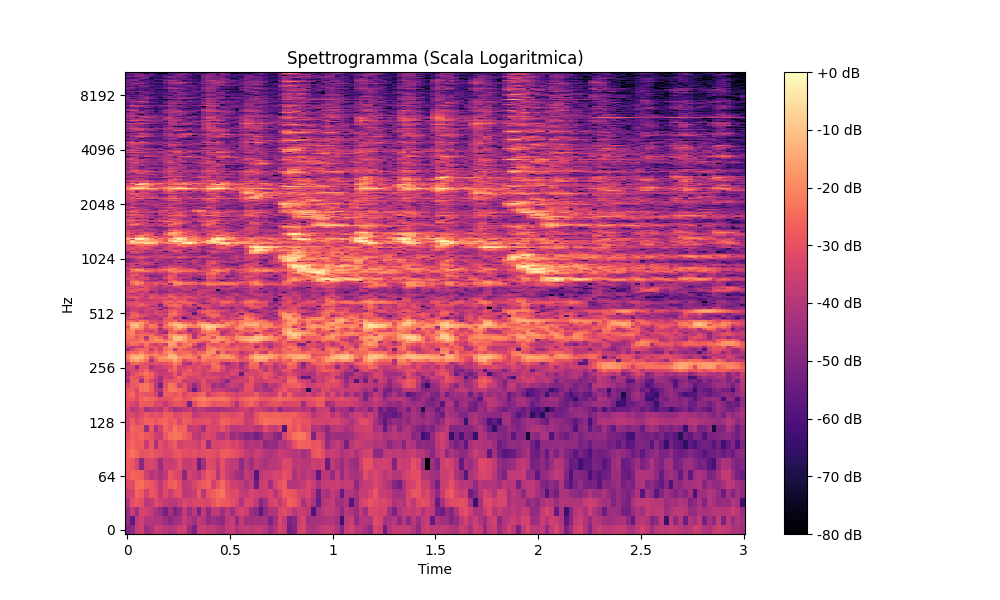 Spettrogramma (Scala Logaritmica)
Hz
8192
4096
2048
1024
512
256
128
64
0
0 0.5 1 1.5 2 2.5 3
Time
+0 dB
-10 dB
-20 dB
-30 dB
-40 dB
-50 dB
-60 dB
-70 dB
-80 dB